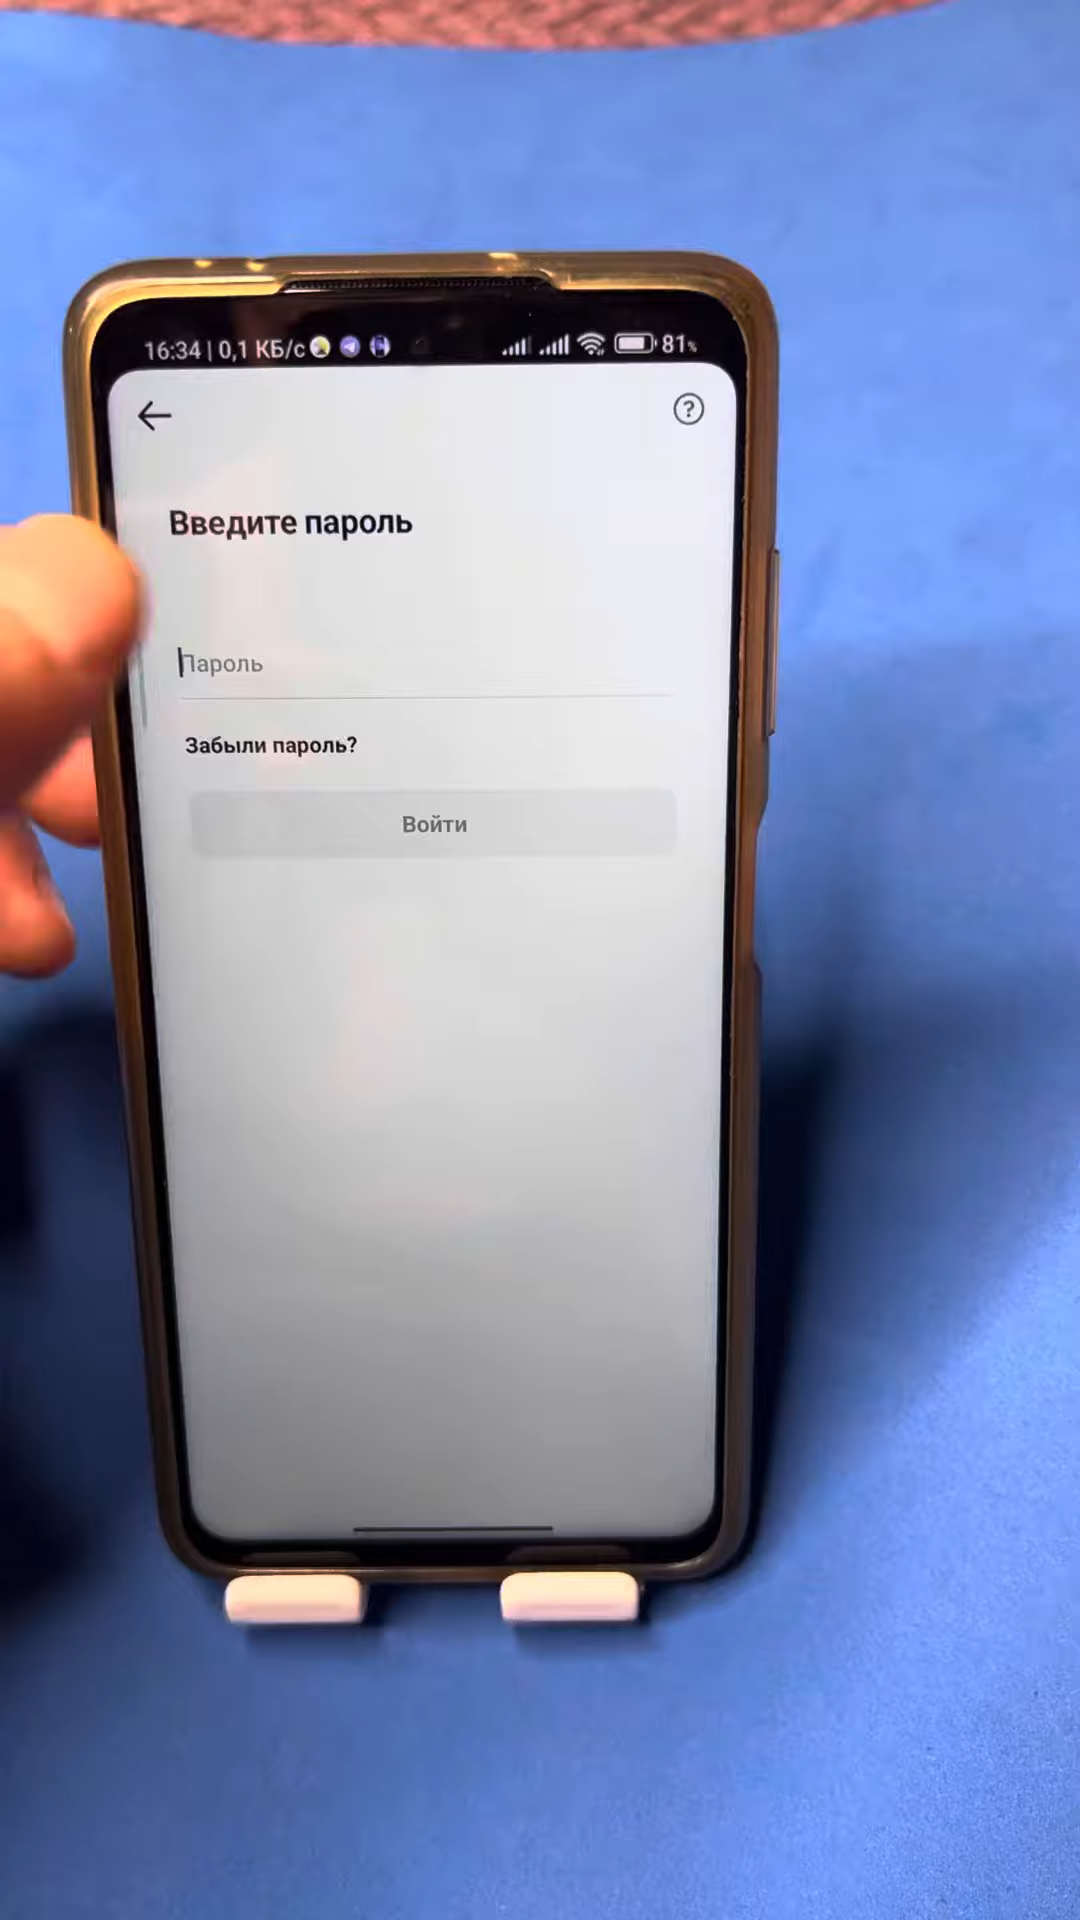 16:34 | 0,1 КБ/с 81%
?
Введите пароль
Пароль
Забыли пароль?
Войти